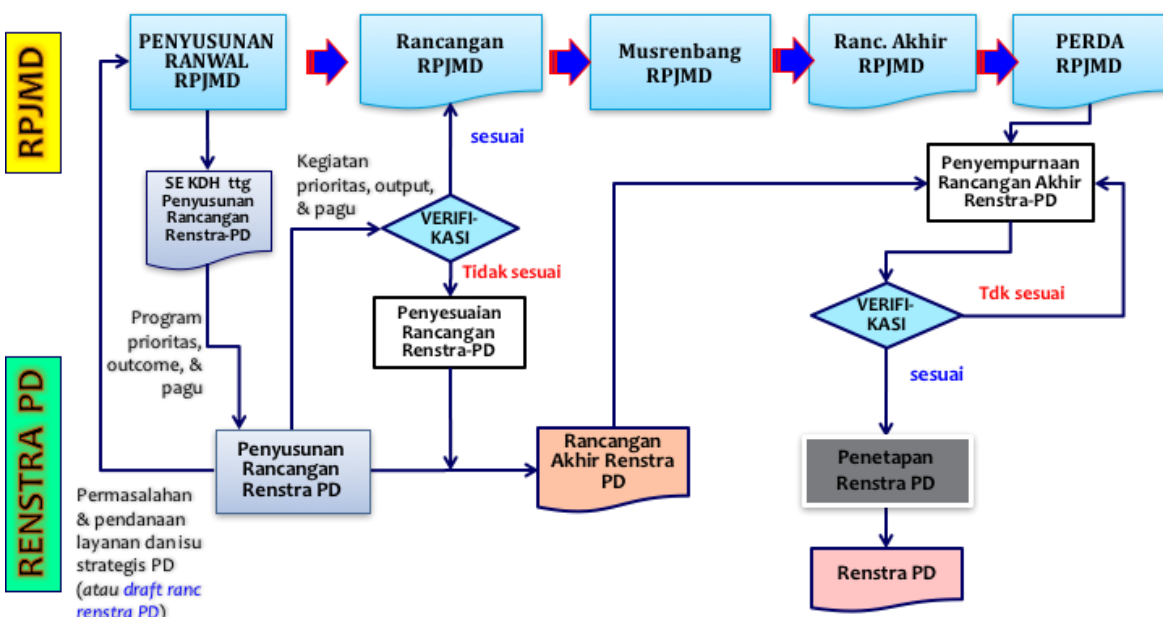 RPJMD
PENYUSUNAN
RANWAL
RPJMD
Rancangan
RPJMD
Musrenbang
RPJMD
Ranc. Akhir
RPJMD
PERDA
RPJMD
SE KDH ttg
Penyusunan
Rancangan
Renstra-PD
Kegiatan
prioritas, output,
& pagu
sesuai
VERIFI-
KASI
Tidak sesuai
Penyesuaian
Rancangan
Renstra-PD
Penyempurnaan
Rancangan Akhir
Renstra-PD
VERIFI-
KASI
Tdk sesuai
sesuai
Program
prioritas,
outcome, &
pagu
RENSTRA PD
Penyusunan
Rancangan
Renstra PD
Rancangan
Akhir Renstra
PD
Penetapan
Renstra PD
Renstra PD
Permasalahan
& pendanaan
layanan dan isu
strategis PD
(atau draft ranc
renstra PD)